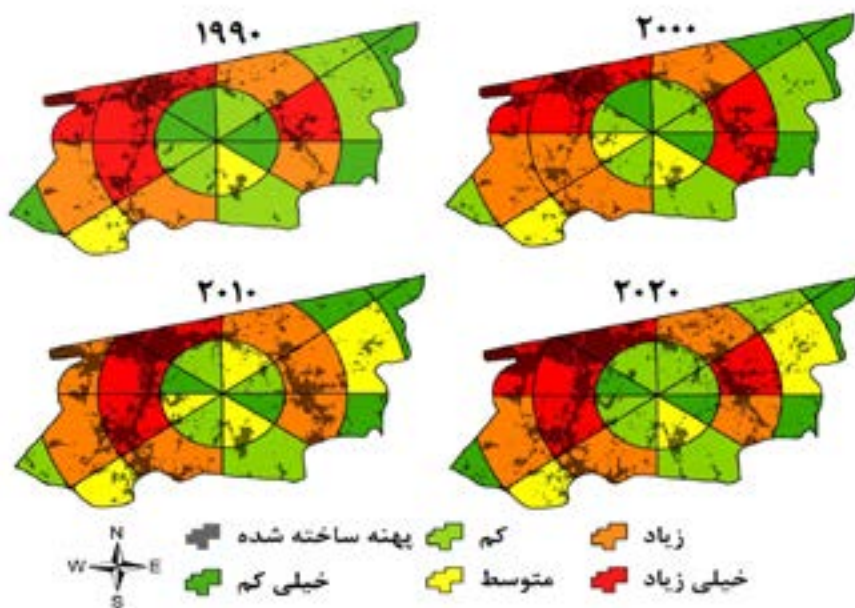 ۱۹۹۰
۲۰۰۰
۲۰۱۰
۲۰۲۰
N
W E
S
پهنه ساخته شده
کم
زیاد
خیلی کم
متوسط
خیلی زیاد